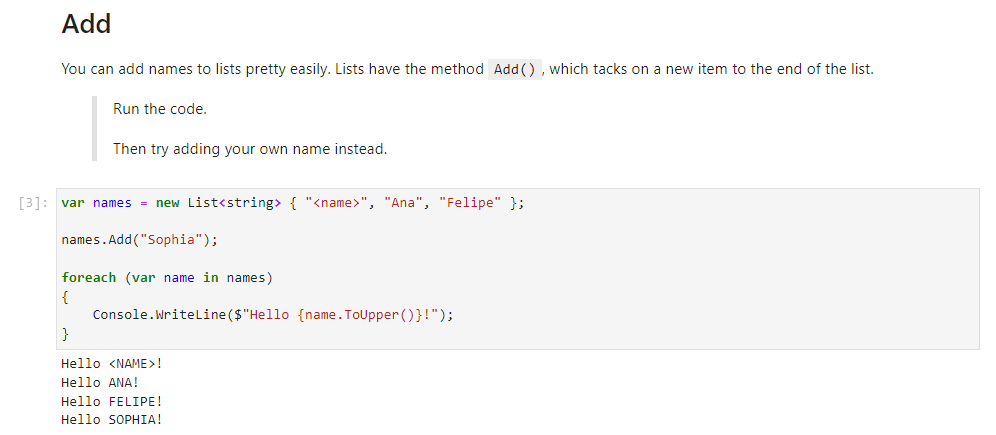 Add
You can add names to lists pretty easily. Lists have the method Add(), which tacks on a new item to the end of the list.
Run the code.
Then try adding your own name instead.
[3]: var names = new List<string> { "<name>", "Ana", "Felipe" };
names.Add("Sophia");
foreach (var name in names)
{
    Console.WriteLine($"Hello {name.ToUpper()}!");
}
Hello <NAME>!
Hello ANA!
Hello FELIPE!
Hello SOPHIA!